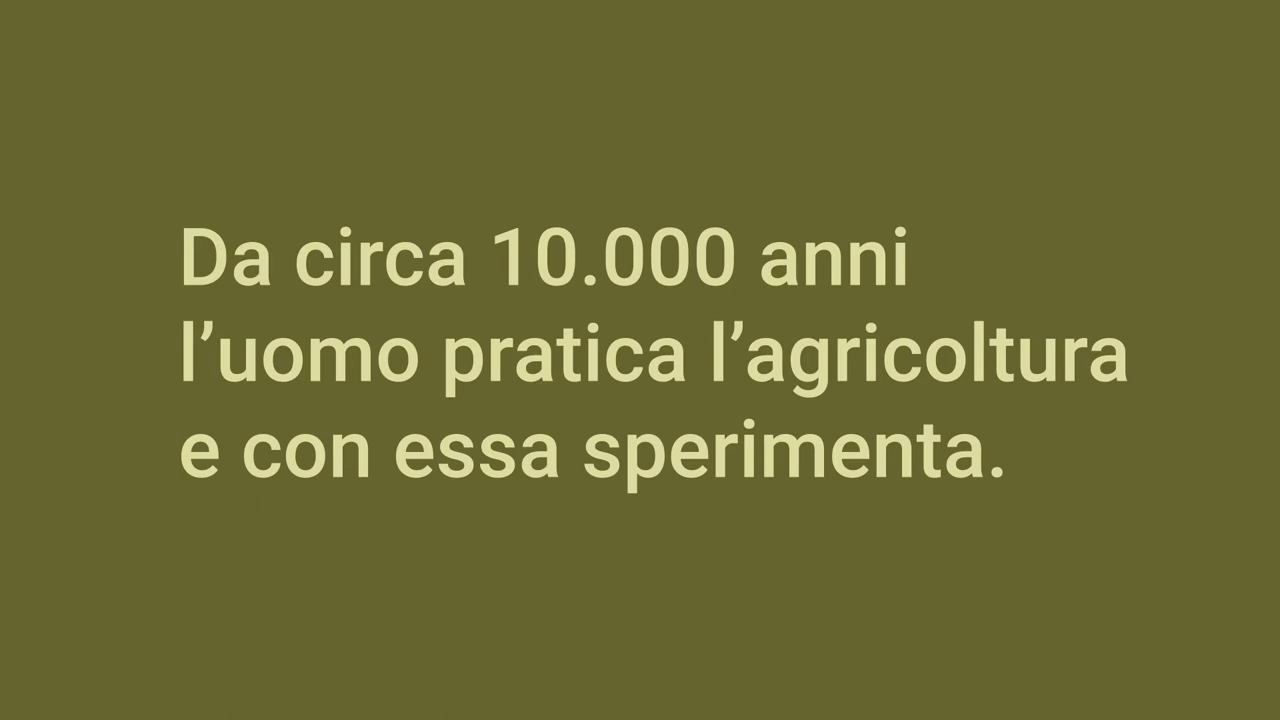 Da circa 10.000 anni
l’uomo pratica l’agricoltura
e con essa sperimenta.